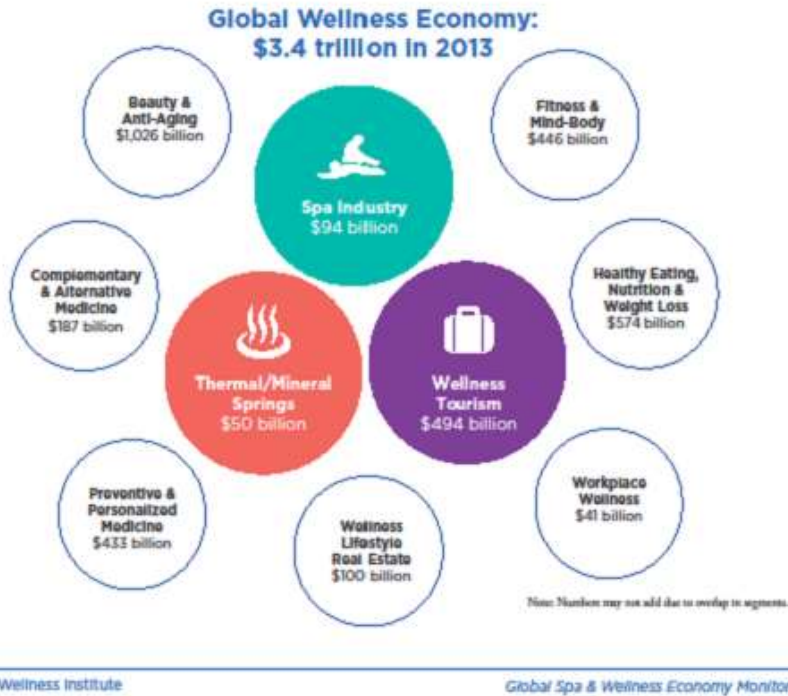 Global Wellness Economy:
$3.4 trillion in 2013
Beauty &
Anti-Aging
$1,026 billion
Fitness &
Mind-Body
$446 billion
Spa Industry
$94 billion
Complementary
& Alternative
Medicine
$187 billion
Healthy Eating,
Nutrition &
Weight Loss
$574 billion
Thermal/Mineral
Springs
$50 billion
Wellness
Tourism
$494 billion
Preventive &
Personalized
Medicine
$433 billion
Wellness
Lifestyle
Real Estate
$100 billion
Workplace
Wellness
$41 billion
Note: Numbers may not add due to overlap in segments.
Wellness Institute
Global Spa & Wellness Economy Monitor